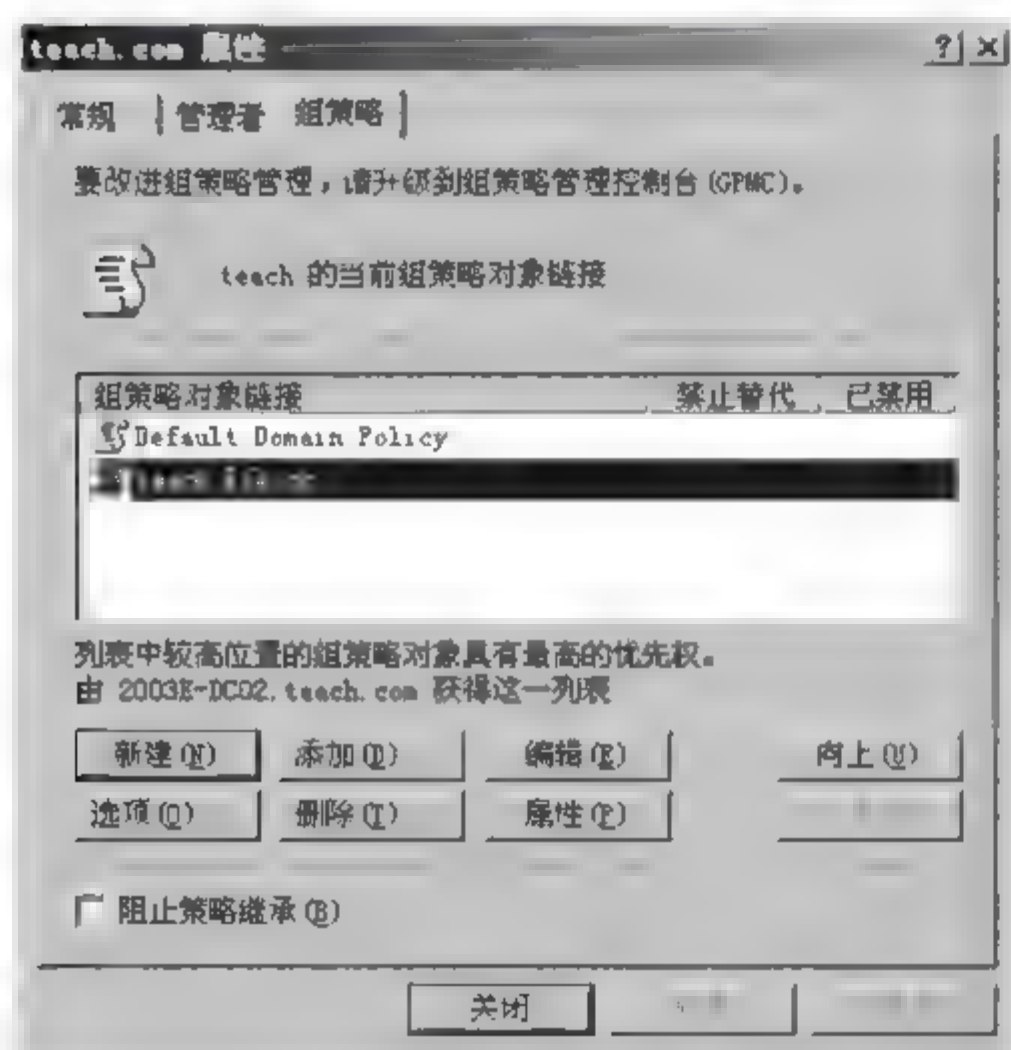 teach.com 属性
常规 管理者 组策略
要改进组策略管理，请升级到组策略管理控制台(GPMC)。
teach 的当前组策略对象链接
组策略对象链接 禁止替代 已禁用
Default Domain Policy
列表中较高位置的组策略对象具有最高的优先权。
由 2003E-DC02.teach.com 获得这一列表
新建(N) 添加(D) 编辑(E) 向上(U)
选项(O) 删除(T) 属性(P)
阻止策略继承(B)
关闭